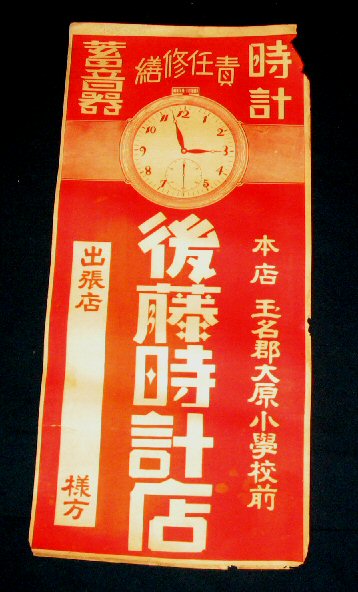 時計
責任修繕
蓄音器
本店 玉名郡大原小學校前
後藤時計店
出張店 様方